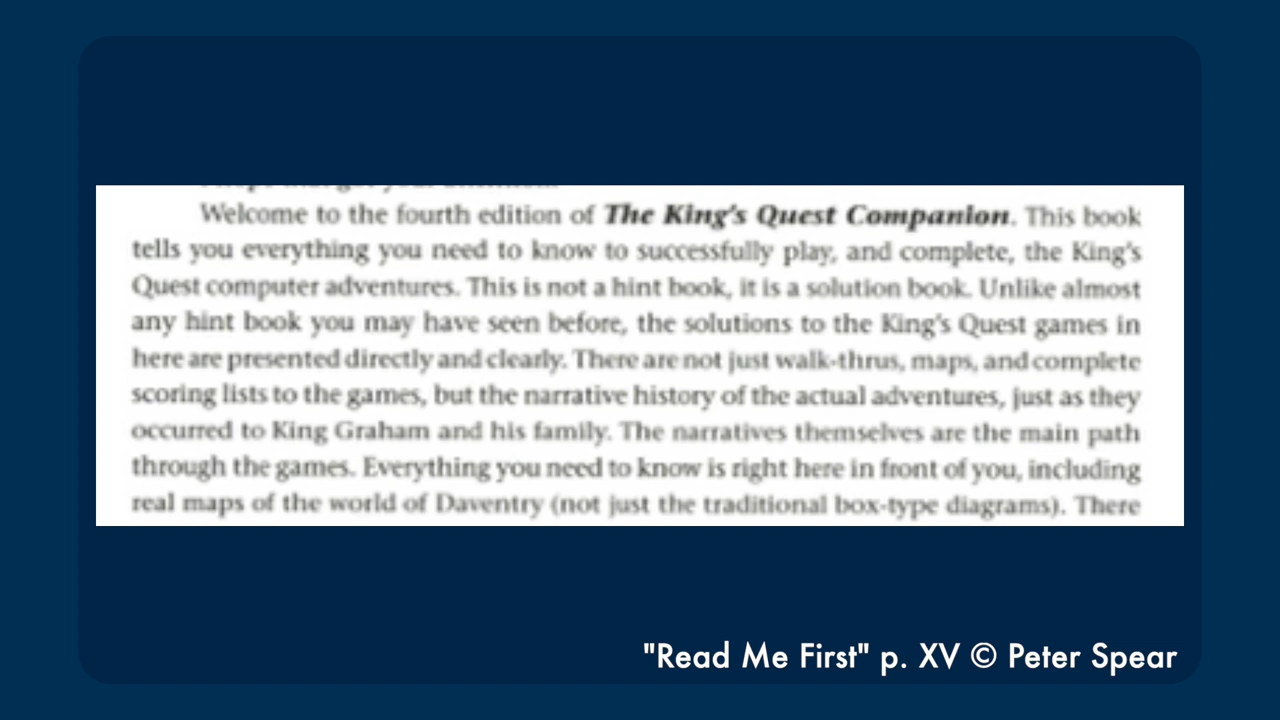 Welcome to the fourth edition of The King's Quest Companion. This book
tells you everything you need to know to successfully play, and complete, the King's
Quest computer adventures. This is not a hint book, it is a solution book. Unlike almost
any hint book you may have seen before, the solutions to the King's Quest games in
here are presented directly and clearly. There are not just walk-thrus, maps, and complete
scoring lists to the games, but the narrative history of the actual adventures, just as they
occurred to King Graham and his family. The narratives themselves are the main path
through the games. Everything you need to know is right here in front of you, including
real maps of the world of Daventry (not just the traditional box-type diagrams). There
"Read Me First" p. XV © Peter Spear